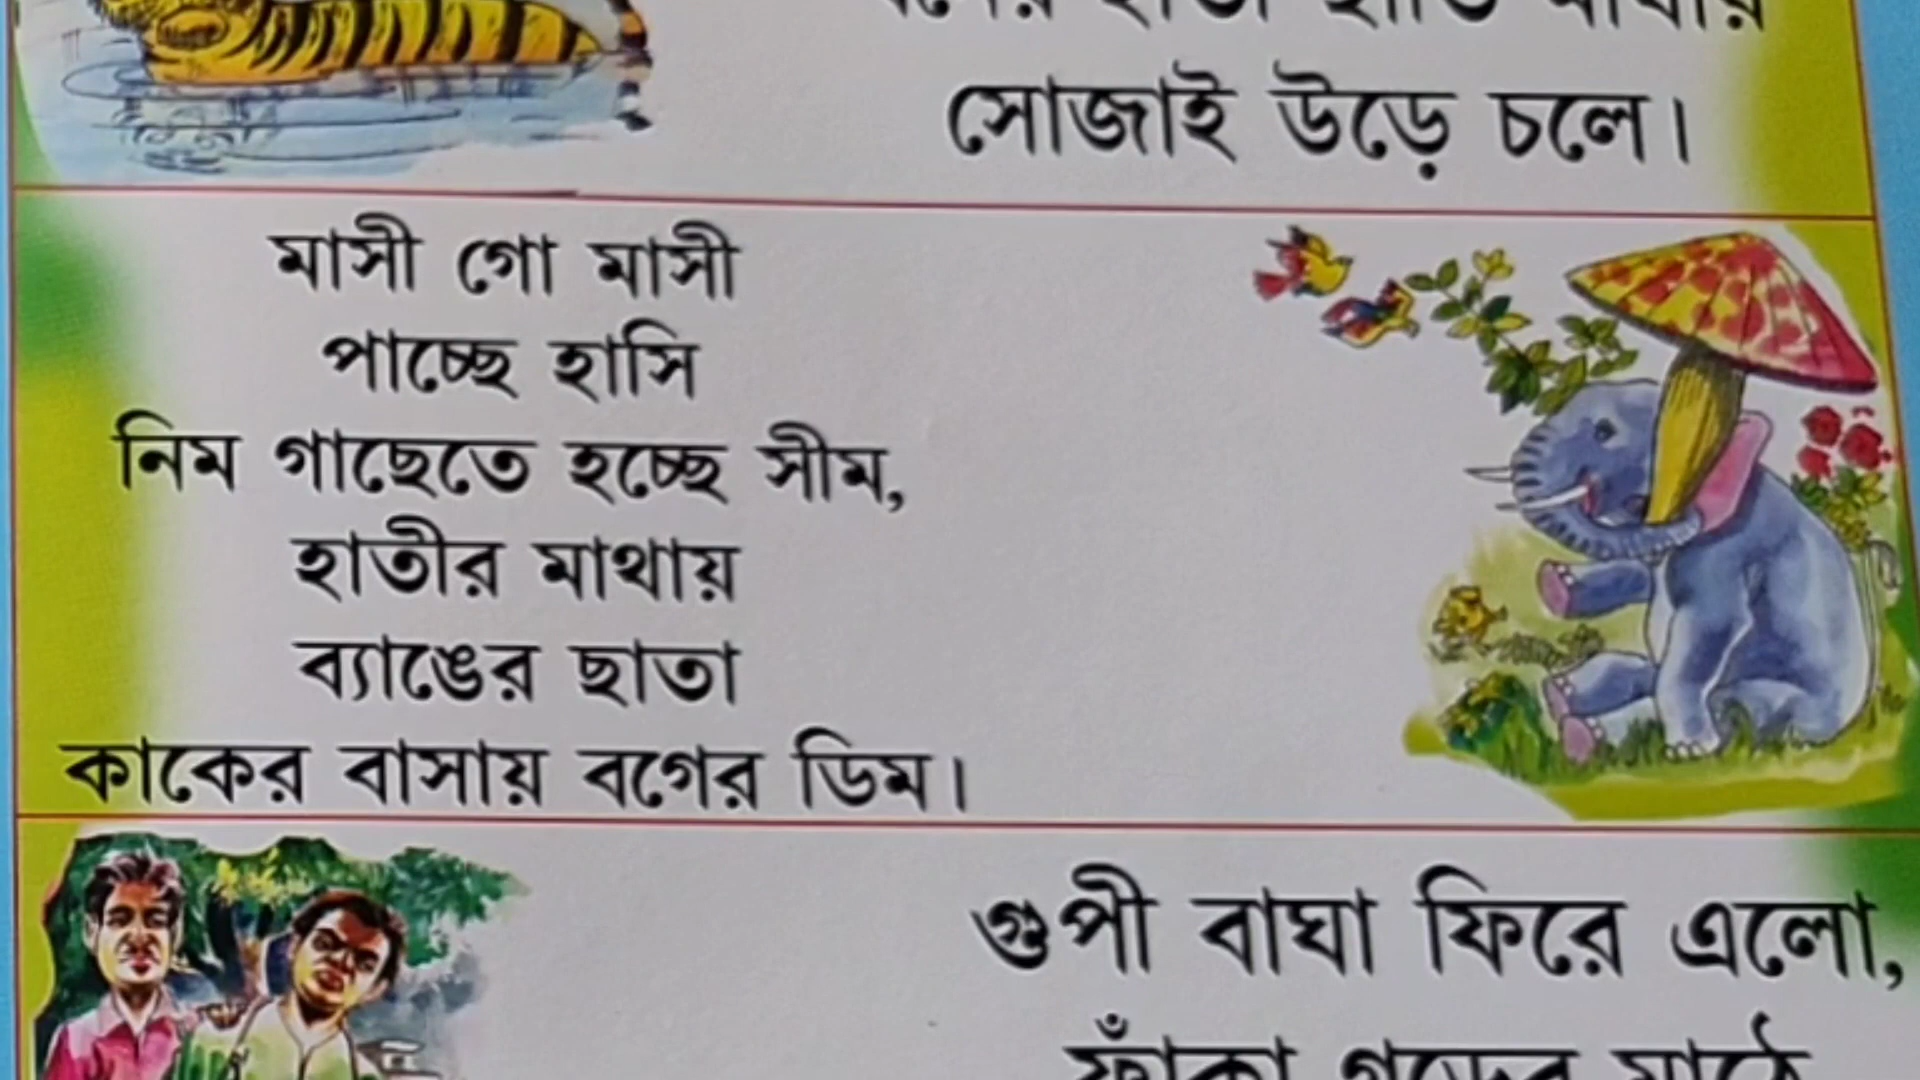 সোজাই উড়ে চলে।
মাসী গো মাসী
পাচ্ছে হাসি
নিম গাছেতে হচ্ছে সীম,
হাতীর মাথায়
ব্যাঙের ছাতা
কাকের বাসায় বগের ডিম।
গুপী বাঘা ফিরে এলো,